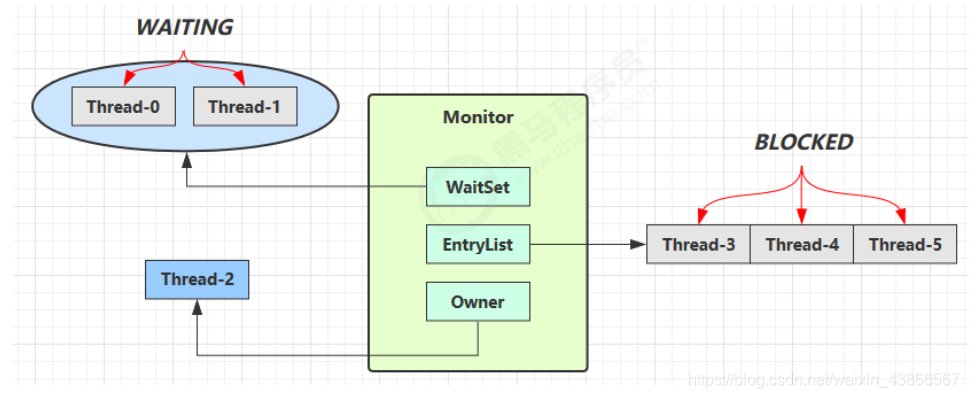 WAITING
Thread-0
Thread-1
Monitor
黑马程序员
www.itheima.com
BLOCKED
WaitSet
EntryList
Thread-3
Thread-4
Thread-5
Thread-2
Owner
https://blog.csdn.net/weixin_43866567